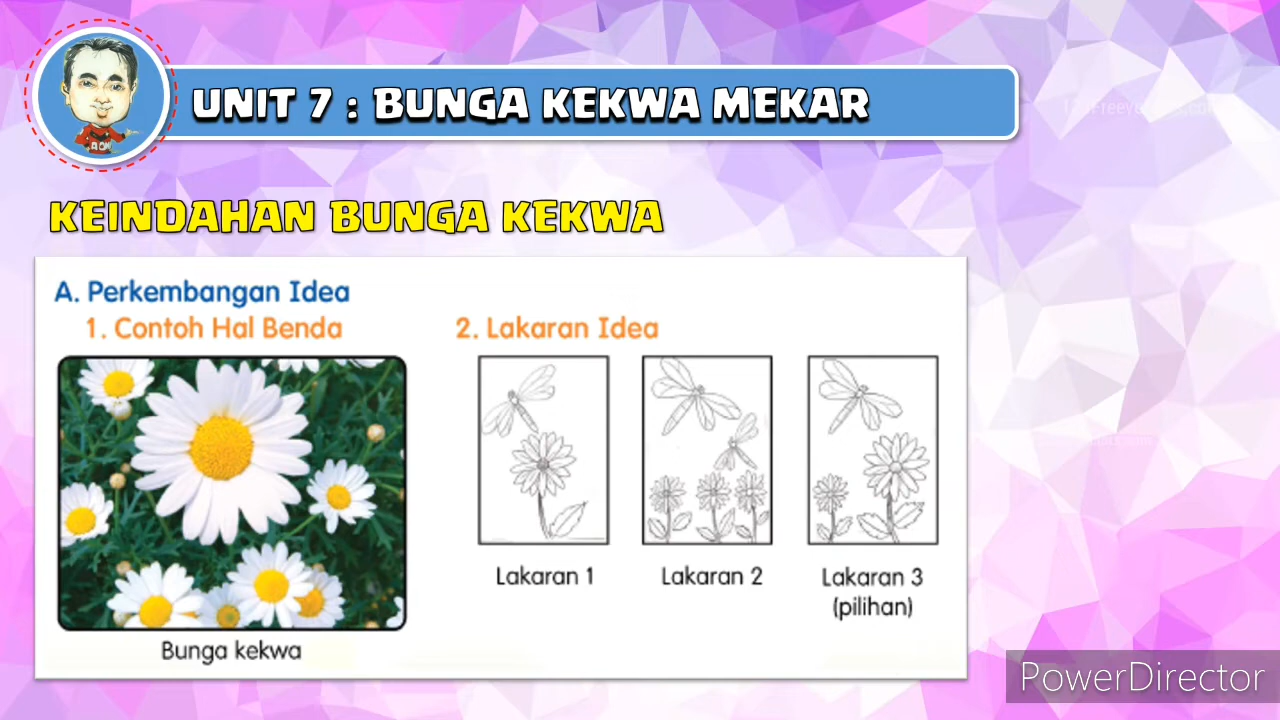 UNIT 7 : BUNGA KEKWA MEKAR
KEINDAHAN BUNGA KEKWA
A. Perkembangan Idea
1. Contoh Hal Benda
2. Lakaran Idea
Lakaran 1
Lakaran 2
Lakaran 3
(pilihan)
Bunga kekwa
PowerDirector